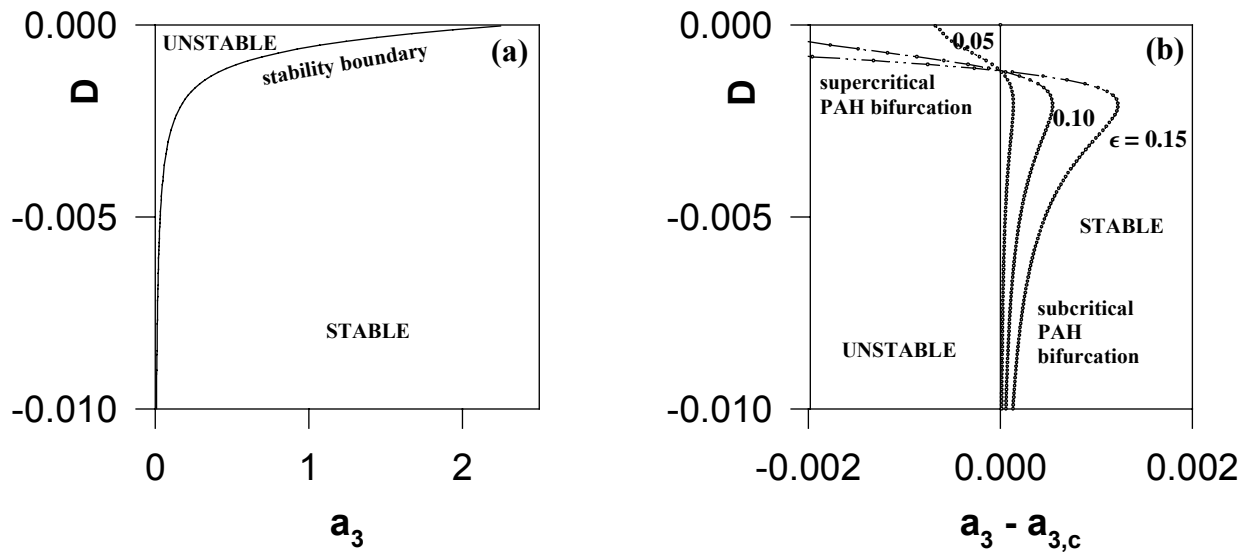 0.000
UNSTABLE
(a)
stability boundary
D
-0.005
STABLE
-0.010
0
1
2
a3
0.000
0.05
(b)
supercritical
PAH bifurcation
D
0.10
ϵ = 0.15
-0.005
STABLE
subcritical
PAH
bifurcation
UNSTABLE
-0.010
-0.002
0.000
0.002
a3 - a3,c